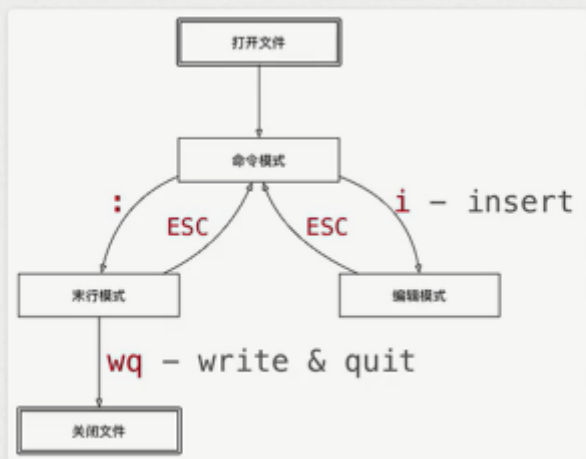 打开文件
命令模式
: ESC ESC i – insert
末行模式 编辑模式
wq – write & quit
关闭文件